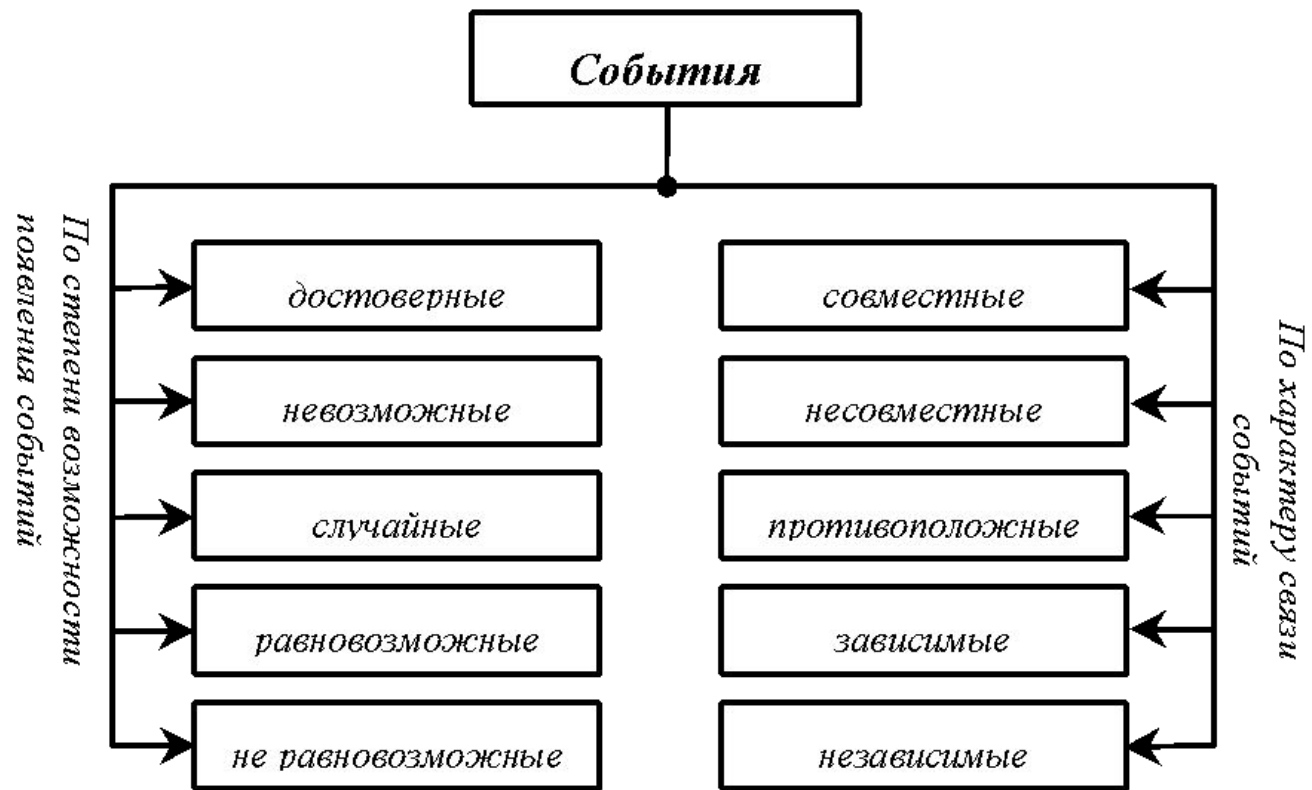 События
По степени возможности
появления событий
достоверные
невозможные
случайные
равновозможные
не равновозможные
совместные
несовместные
противоположные
зависимые
независимые
По характеру связи
событий